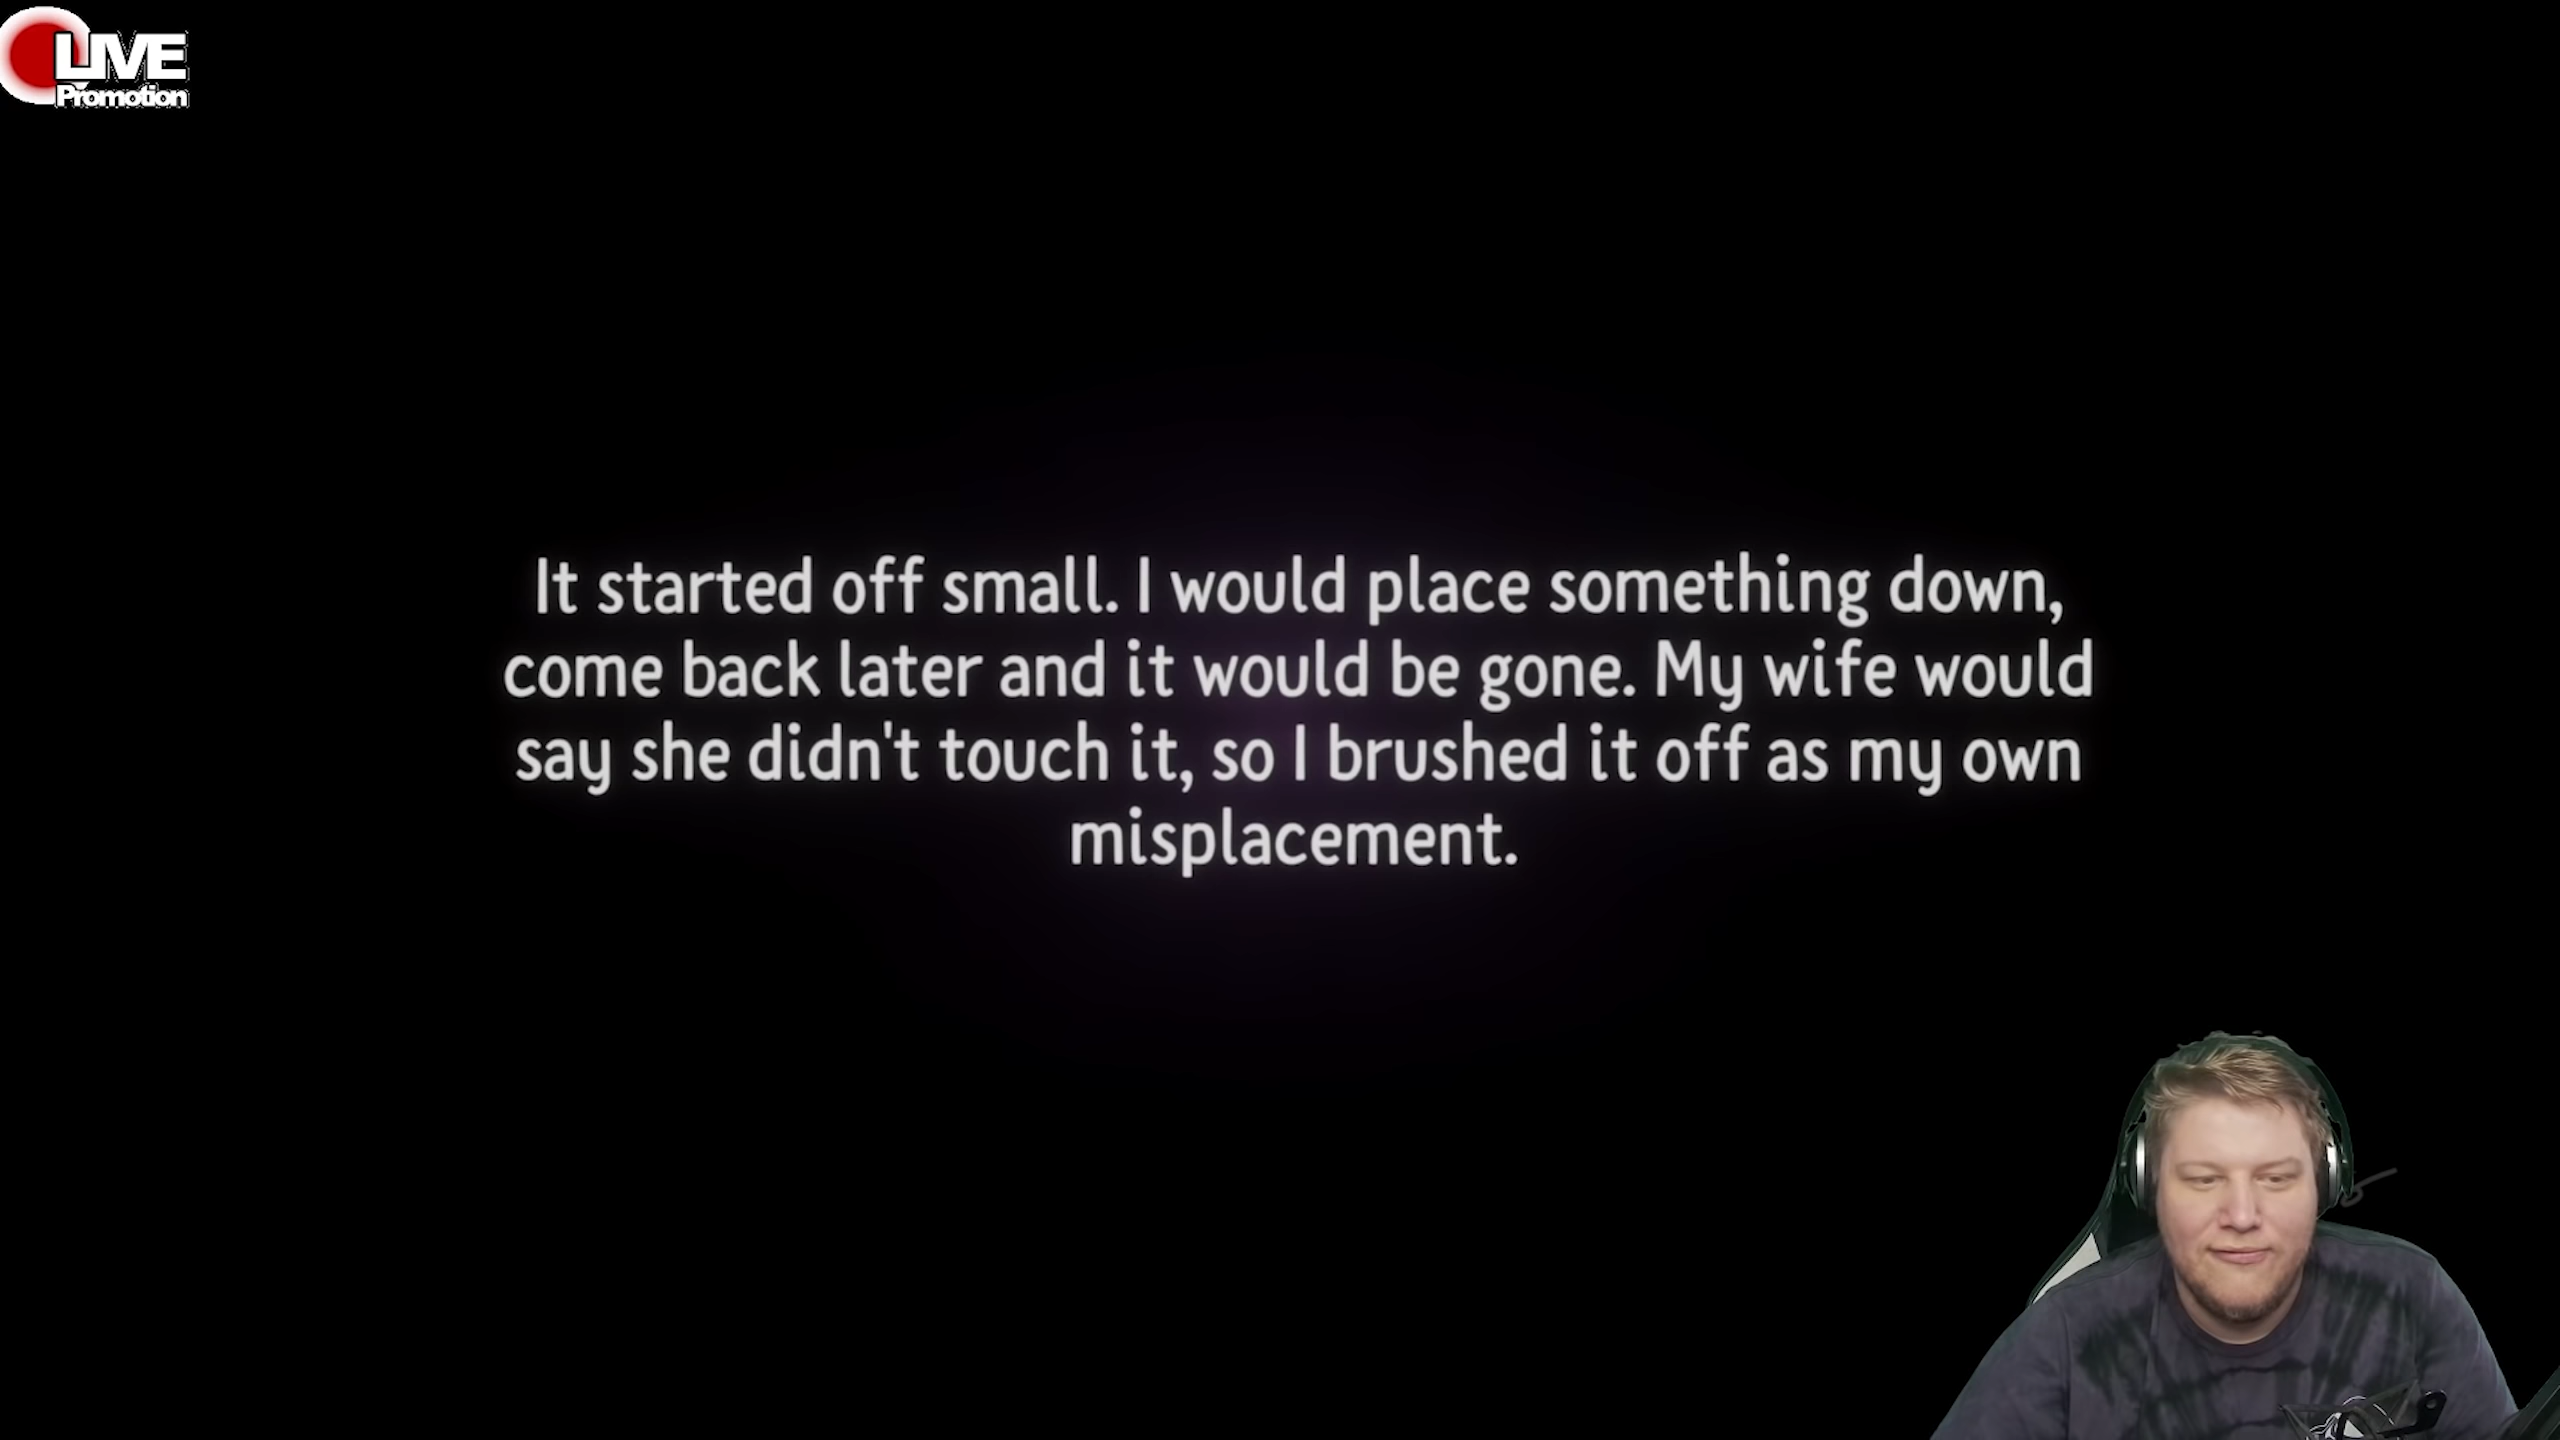 LIVE
Promotion
It started off small. I would place something down,
come back later and it would be gone. My wife would
say she didn't touch it, so I brushed it off as my own
misplacement.